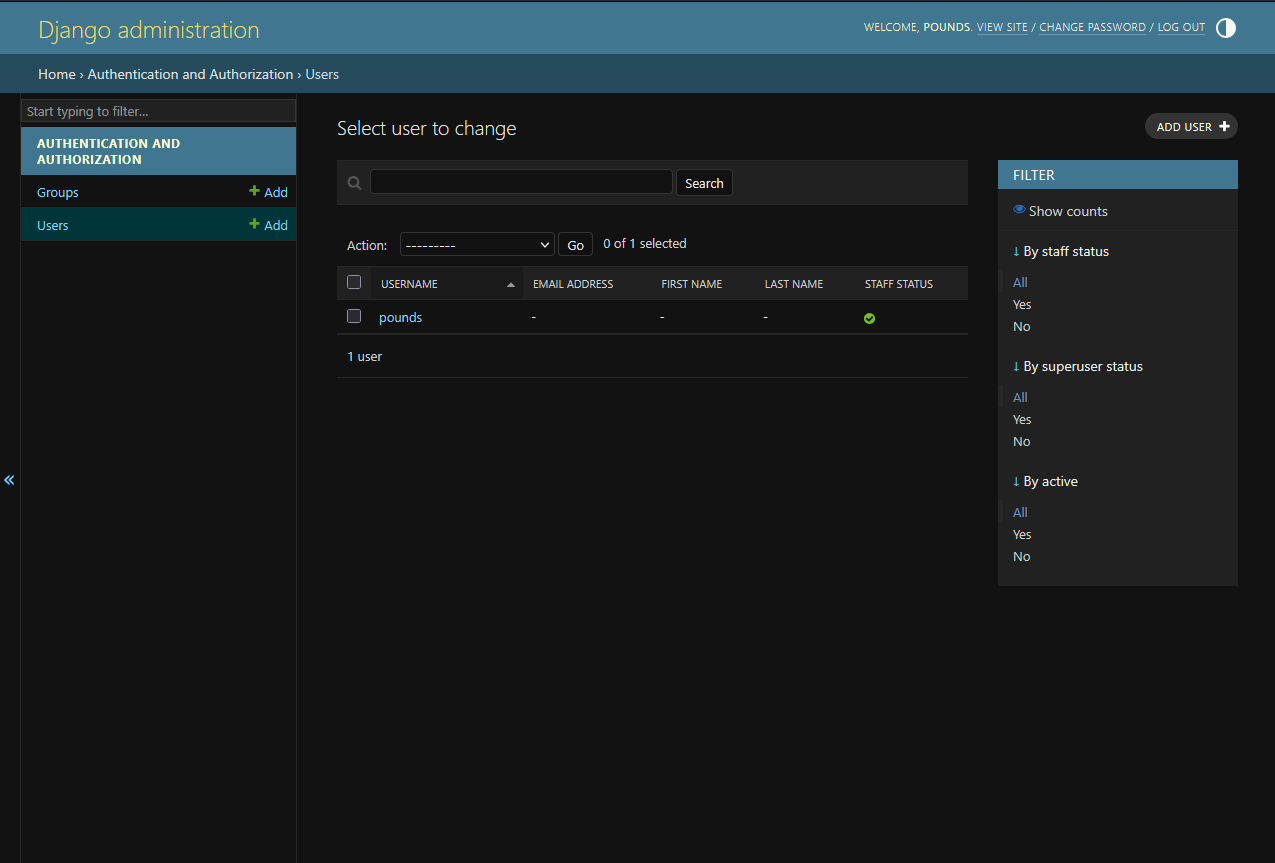 Django administration
WELCOME, POUNDS. VIEW SITE / CHANGE PASSWORD / LOG OUT
Home › Authentication and Authorization › Users
Start typing to filter...
AUTHENTICATION AND
AUTHORIZATION
Groups
Add
Users
Add
«
Select user to change
ADD USER
Search
Action:
---------
Go
0 of 1 selected
USERNAME
EMAIL ADDRESS
FIRST NAME
LAST NAME
STAFF STATUS
pounds
-
-
-
1 user
FILTER
Show counts
↓ By staff status
All
Yes
No
↓ By superuser status
All
Yes
No
↓ By active
All
Yes
No